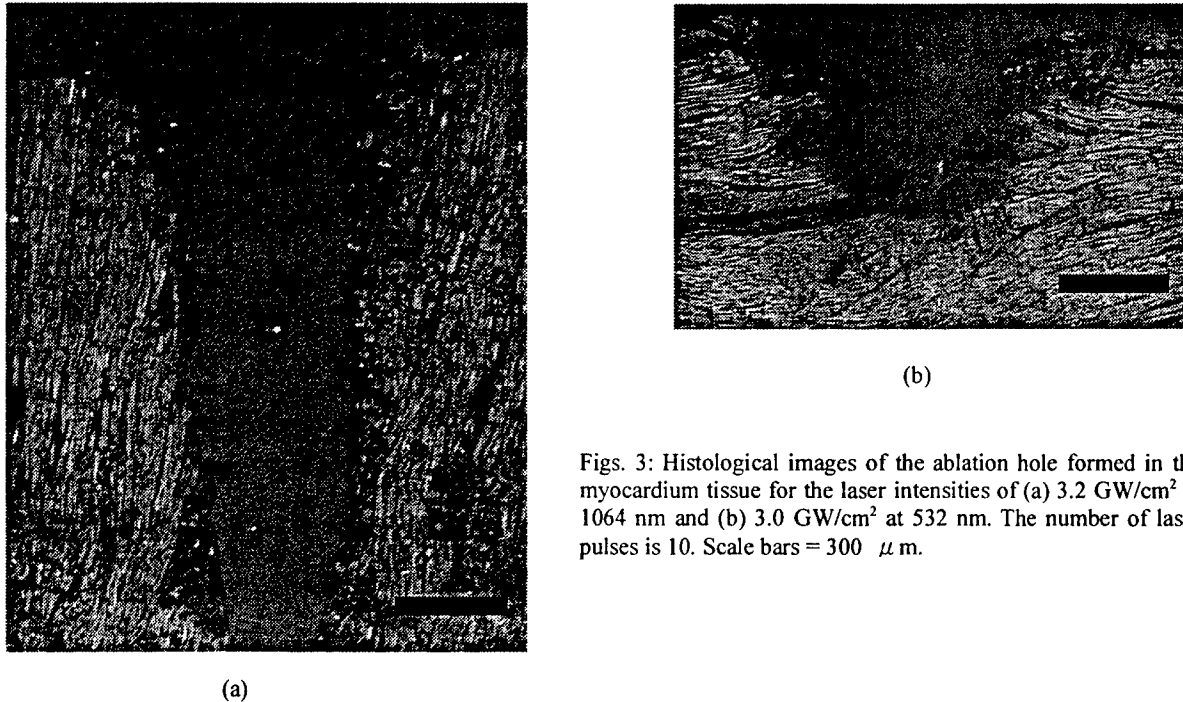 (a)
(b)
Figs. 3: Histological images of the ablation hole formed in th
myocardium tissue for the laser intensities of (a) 3.2 GW/cm²
1064 nm and (b) 3.0 GW/cm² at 532 nm. The number of las
pulses is 10. Scale bars = 300 μm.